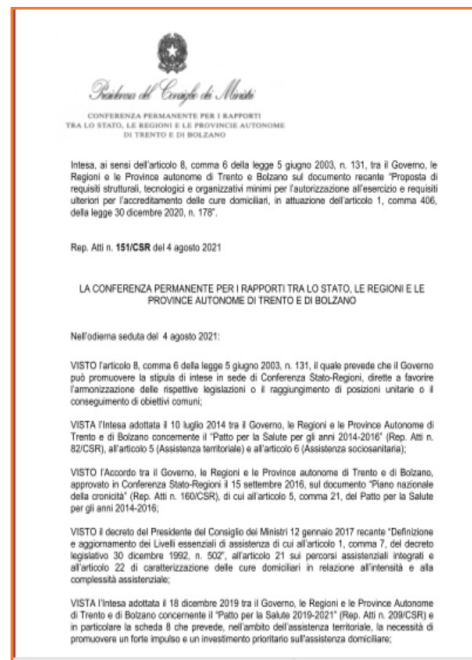 Presidenza del Consiglio dei Ministri
CONFERENZA PERMANENTE PER I RAPPORTI
TRA LO STATO, LE REGIONI E LE PROVINCIE AUTONOME
DI TRENTO E DI BOLZANO
Intesa, ai sensi dell'articolo 8, comma 6 della legge 5 giugno 2003, n. 131, tra il Governo, le
Regioni e le Province autonome di Trento e Bolzano sul documento recante "Proposta di
requisiti strutturali, tecnologici e organizzativi minimi per l'autorizzazione all'esercizio e requisiti
ulteriori per l'accreditamento delle cure domiciliari, in attuazione dell'articolo 1, comma 406,
della legge 30 dicembre 2020, n. 178".
Rep. Atti n. 151/CSR del 4 agosto 2021
LA CONFERENZA PERMANENTE PER I RAPPORTI TRA LO STATO, LE REGIONI E LE
PROVINCE AUTONOME DI TRENTO E DI BOLZANO
Nell'odierna seduta del 4 agosto 2021:
VISTO l'articolo 8, comma 6 della legge 5 giugno 2003, n. 131, il quale prevede che il Governo
può promuovere la stipula di intese in sede di Conferenza Stato-Regioni, dirette a favorire
l'armonizzazione delle rispettive legislazioni o il raggiungimento di posizioni unitarie o il
conseguimento di obiettivi comuni;
VISTA l'Intesa adottata il 10 luglio 2014 tra il Governo, le Regioni e le Province Autonome di
Trento e di Bolzano concernente il "Patto per la Salute per gli anni 2014-2016" (Rep. Atti n.
82/CSR), all'articolo 5 (Assistenza territoriale) e all'articolo 6 (Assistenza sociosanitaria);
VISTO l'Accordo tra il Governo, le Regioni e le Province autonome di Trento e di Bolzano,
approvato in Conferenza Stato-Regioni il 15 settembre 2016, sul documento "Piano nazionale
della cronicità" (Rep. Atti n. 160/CSR), di cui all'articolo 5, comma 21, del Patto per la Salute
per gli anni 2014-2016;
VISTO il decreto del Presidente del Consiglio dei Ministri 12 gennaio 2017 recante "Definizione
e aggiornamento dei Livelli essenziali di assistenza di cui all'articolo 1, comma 7, del decreto
legislativo 30 dicembre 1992, n. 502", all'articolo 21 sui percorsi assistenziali integrati e
all'articolo 22 di caratterizzazione delle cure domiciliari in relazione all'intensità e alla
complessità assistenziale;
VISTA l'Intesa adottata il 18 dicembre 2019 tra il Governo, le Regioni e le Province Autonome
di Trento e di Bolzano concernente il "Patto per la Salute 2019-2021" (Rep. Atti n. 209/CSR) e
in particolare la scheda 8 che prevede, nell'ambito dell'assistenza territoriale, la necessità di
promuovere un forte impulso e un investimento prioritario sull'assistenza domiciliare;